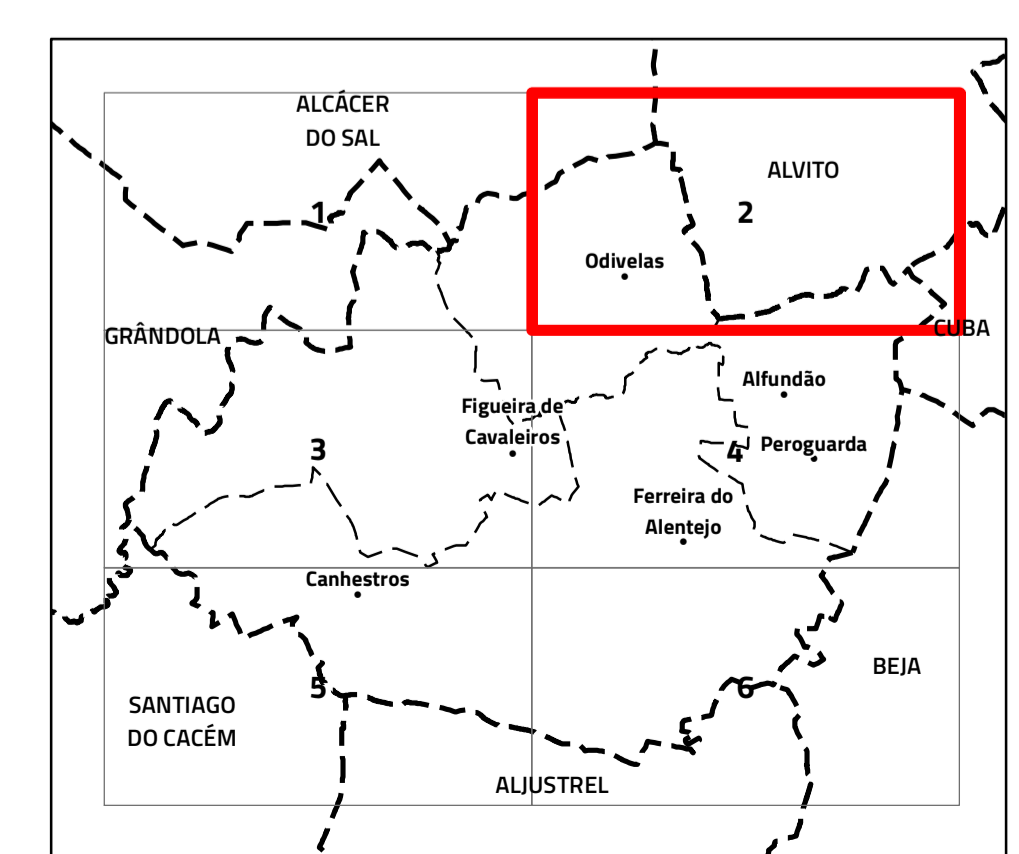 ALCÁCER
DO SAL
ALVITO
1
2
Odivelas
GRÂNDOLA
CUBA
Alfundão
Figueira de
Cavaleiros
Peroguarda
3
4
Ferreira do
Alentejo
Canhestros
BEJA
5
6
SANTIAGO
DO CACÉM
ALJUSTREL